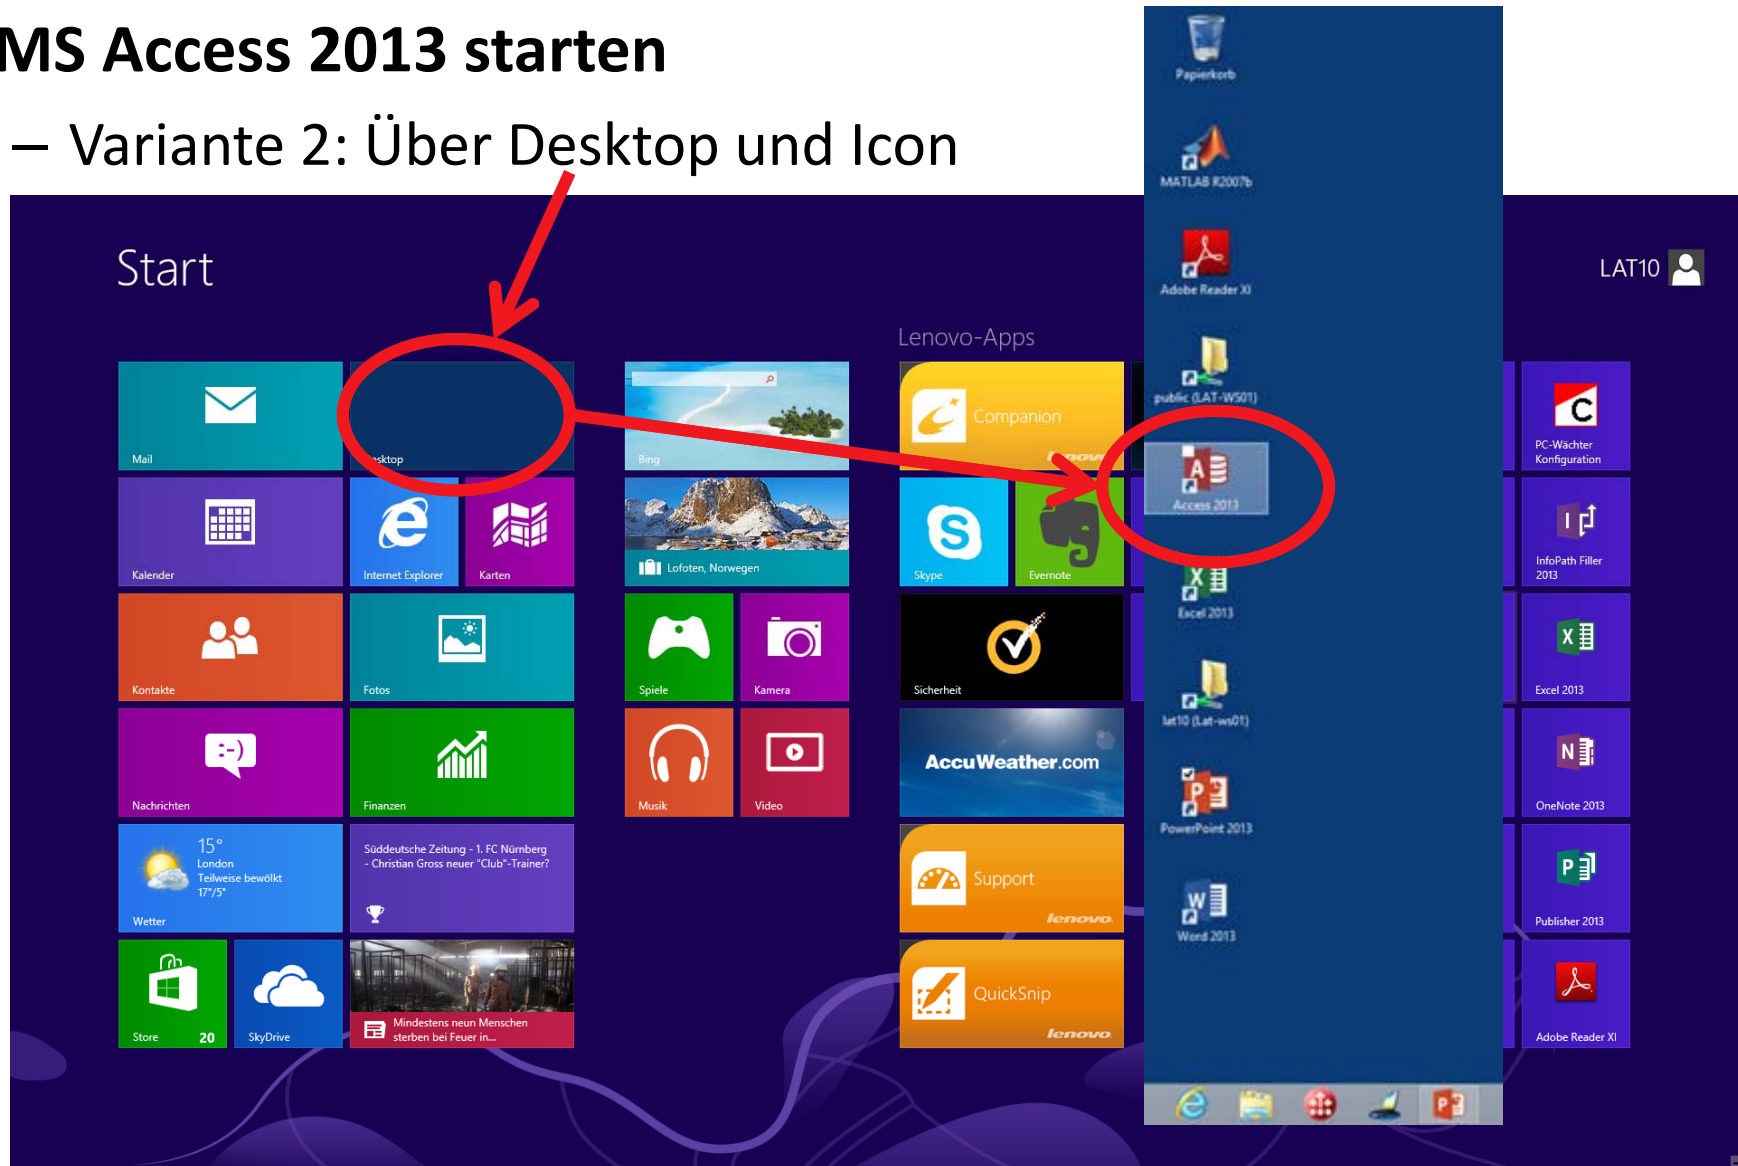 MS Access 2013 starten
– Variante 2: Über Desktop und Icon
Start
LAT10
Lenovo-Apps
Mail
Kalender
Internet Explorer
Karten
Kontakte
Fotos
Nachrichten
:-)
Finanzen
15°
London
Teilweise bewölkt
17°/5°
Wetter
Süddeutsche Zeitung - 1. FC Nürnberg
- Christian Gross neuer "Club"-Trainer?
Store 20
SkyDrive
Mindestens neun Menschen
sterben bei Feuer in...
Bing
Lofoten, Norwegen
Spiele
Kamera
Musik
Video
Companion
lenovo
Skype
Evernote
Sicherheit
AccuWeather.com
Support
lenovo
QuickSnip
lenovo
Papierkorb
MATLAB R2007b
Adobe Reader XI
public (LAT-WS01)
Access 2013
Excel 2013
lat10 (Lat-ws01)
PowerPoint 2013
Word 2013
PC-Wächter
Konfiguration
InfoPath Filler
2013
Excel 2013
OneNote 2013
Publisher 2013
Adobe Reader XI